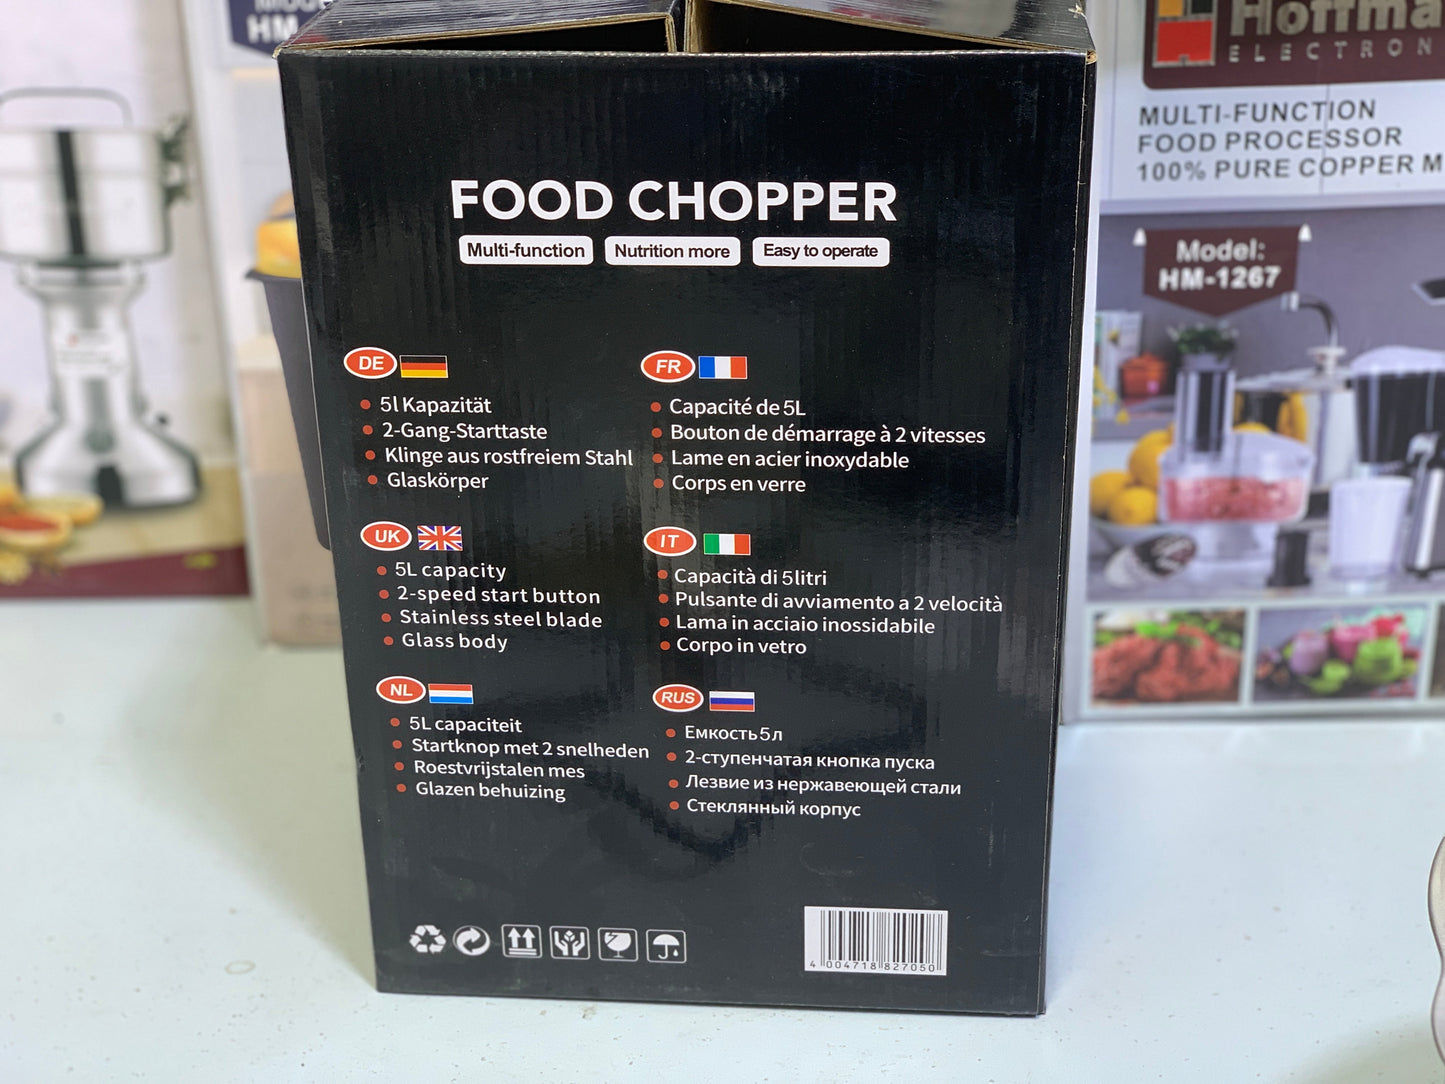 FOOD CHOPPER
Multi-function
Nutrition more
Easy to operate
DE
5l Kapazität
2-Gang-Starttaste
Klinge aus rostfreiem Stahl
Glaskörper
FR
Capacité de 5L
Bouton de démarrage à 2 vitesses
Lame en acier inoxydable
Corps en verre
UK
5L capacity
2-speed start button
Stainless steel blade
Glass body
IT
Capacità di 5litri
Pulsante di avviamento a 2 velocità
Lama in acciaio inossidabile
Corpo in vetro
NL
5L capaciteit
Startknop met 2 snelheden
Roestvrijstalen mes
Glazen behuizing
RUS
Емкость5л
2-ступенчатая кнопка пуска
Лезвие из нержавеющей стали
Стеклянный корпус
4 004718 827050
HM
Hoffma
ELECTRON
MULTI-FUNCTION
FOOD PROCESSOR
100% PURE COPPER M
Model:
HM-1267